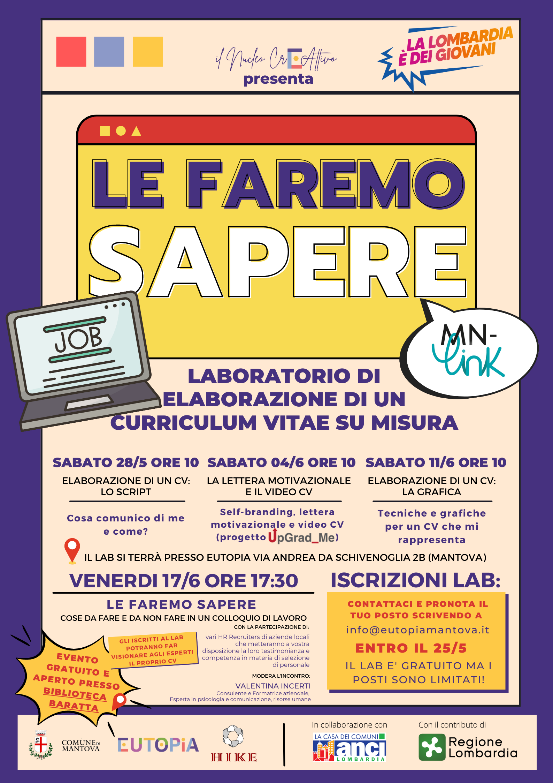 il Nucleo CreAttivo
presenta
LA LOMBARDIA
È DEI GIOVANI
LE FAREMO
SAPERE
JOB
MN-
link
LABORATORIO DI
ELABORAZIONE DI UN
CURRICULUM VITAE SU MISURA
SABATO 28/5 ORE 10
ELABORAZIONE DI UN CV:
LO SCRIPT
Cosa comunico di me
e come?
SABATO 04/6 ORE 10
LA LETTERA MOTIVAZIONALE
E IL VIDEO CV
Self-branding, lettera
motivazionale e video CV
(progetto UpGrad_Me)
SABATO 11/6 ORE 10
ELABORAZIONE DI UN CV:
LA GRAFICA
Tecniche e grafiche
per un CV che mi
rappresenta
IL LAB SI TERRÀ PRESSO EUTOPIA VIA ANDREA DA SCHIVENOGLIA 2B (MANTOVA)
VENERDI 17/6 ORE 17:30
LE FAREMO SAPERE
COSE DA FARE E DA NON FARE IN UN COLLOQUIO DI LAVORO
CON LA PARTECIPAZIONE DI:
vari HR Recruiters di aziende locali
che metteranno a vostra
disposizione la loro testimonianza e
competenza in materia di selezione
di personale
MODERA L'INCONTRO:
VALENTINA INCERTI
Consulente e Formatrice aziendale,
Esperta in psicologia e comunicazione, risorse umane
GLI ISCRITTI AL LAB
POTRANNO FAR
VISIONARE AGLI ESPERTI
IL PROPRIO CV
EVENTO
GRATUITO E
APERTO PRESSO
BIBLIOTECA
BARATTA
ISCRIZIONI LAB:
CONTATTACI E PRONOTA IL
TUO POSTO SCRIVENDO A
info@eutopiamantova.it
ENTRO IL 25/5
IL LAB E' GRATUITO MA I
POSTI SONO LIMITATI!
COMUNE DI
MANTOVA
EUTOPIA
HIKE
In collaborazione con
LA CASA DEI COMUNI
anci
LOMBARDIA
Con il contributo di
Regione
Lombardia